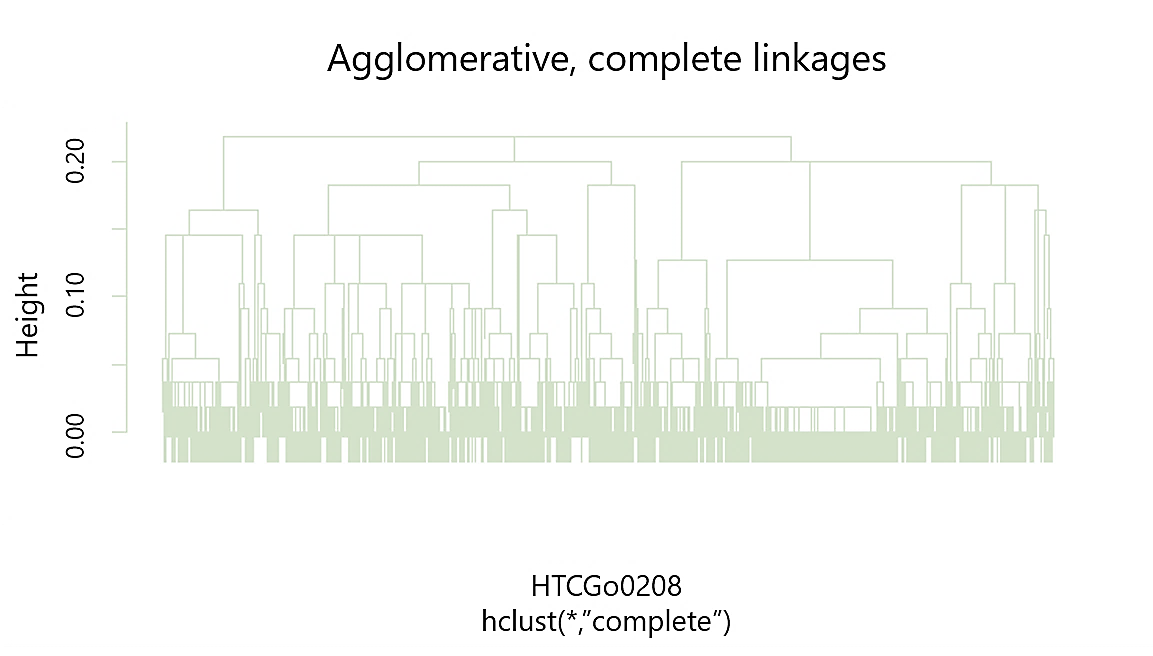 Agglomerative, complete linkages
Height
0.20
0.10
0.00
HTCGo0208
hclust(*,”complete”)